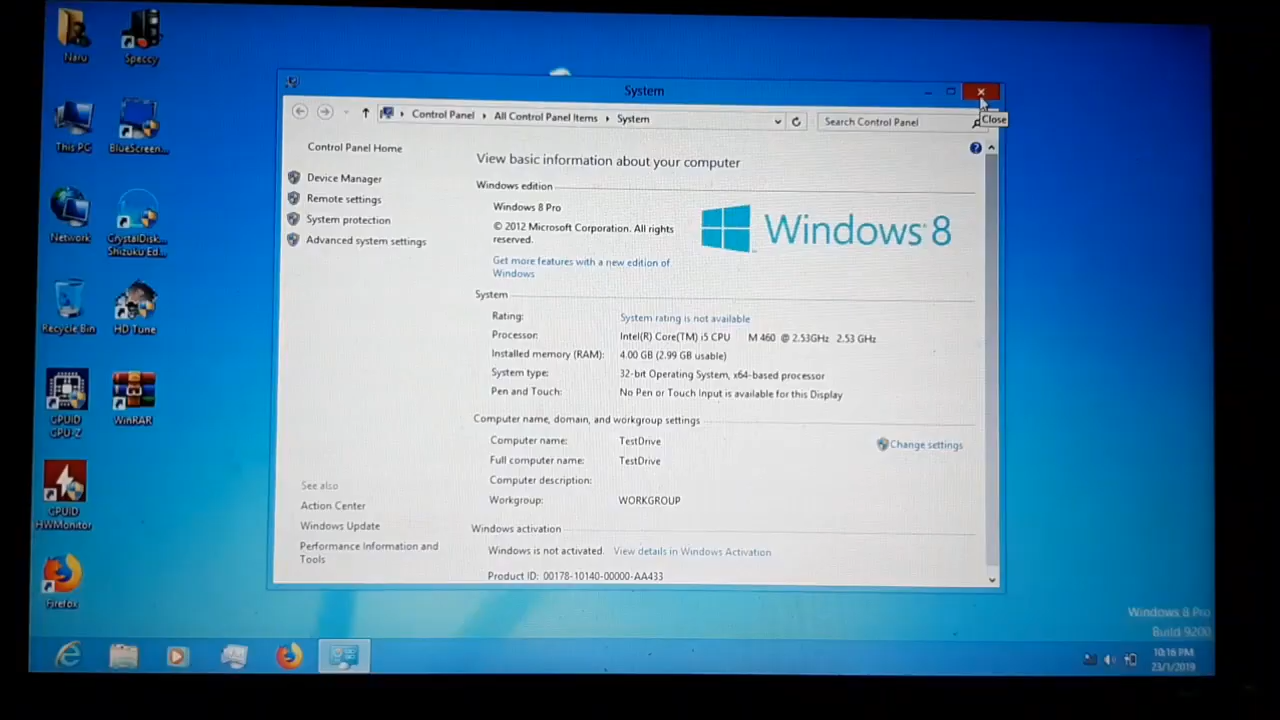 Naru
Speccy
This PC
BlueScreen...
Network
CrystalDisk...
Shizuku Ed...
Recycle Bin
HD Tune
CPUID
CPU-Z
WinRAR
CPUID
HWMonitor
Firefox
System
Close
Control Panel
All Control Panel Items
System
Search Control Panel
Control Panel Home
Device Manager
Remote settings
System protection
Advanced system settings
See also
Action Center
Windows Update
Performance Information and
Tools
View basic information about your computer
Windows edition
Windows 8 Pro
© 2012 Microsoft Corporation. All rights
reserved.
Get more features with a new edition of
Windows
Windows 8
System
Rating: System rating is not available
Processor: Intel(R) Core(TM) i5 CPU M 460 @ 2.53GHz 2.53 GHz
Installed memory (RAM): 4.00 GB (2.99 GB usable)
System type: 32-bit Operating System, x64-based processor
Pen and Touch: No Pen or Touch Input is available for this Display
Computer name, domain, and workgroup settings
Computer name: TestDrive
Change settings
Full computer name: TestDrive
Computer description:
Workgroup: WORKGROUP
Windows activation
Windows is not activated. View details in Windows Activation
Product ID: 00178-10140-00000-AA433
Windows 8 Pro
Build 9200
10:16 PM
23/1/2019